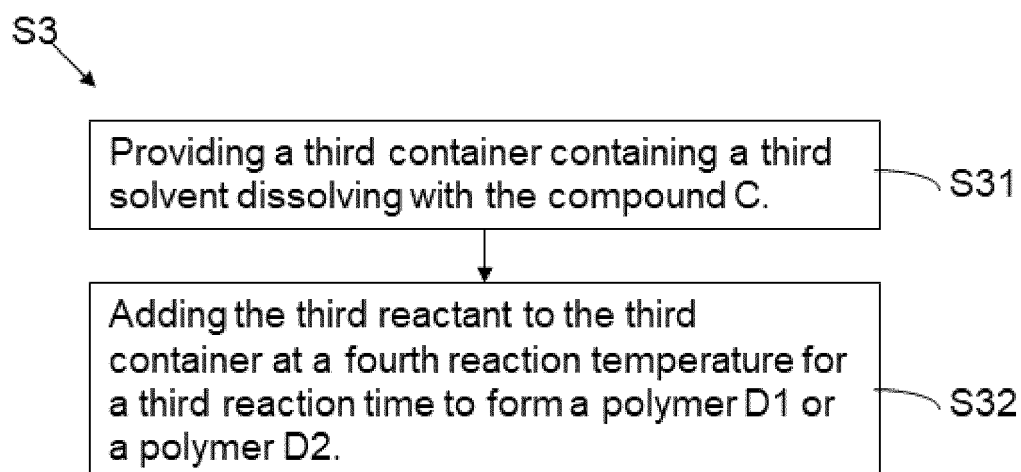 S3
Providing a third container containing a third
solvent dissolving with the compound C.
S31
Adding the third reactant to the third
container at a fourth reaction temperature for
a third reaction time to form a polymer D1 or
a polymer D2.
S32